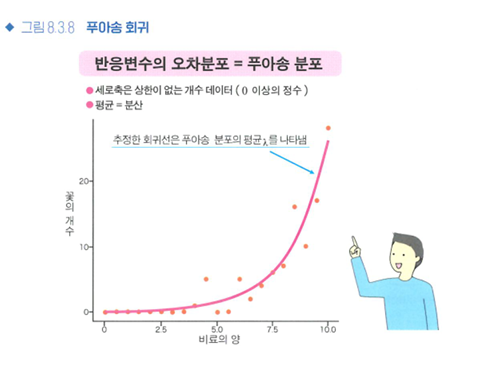 ◆ 그림 8.3.8 푸아송 회귀
반응변수의 오차분포 = 푸아송 분포
● 세로축은 상한이 없는 개수 데이터 ( 0 이상의 정수 )
● 평균 = 분산
추정한 회귀선은 푸아송 분포의 평균 λ를 나타냄
꽃의 개수
20
10
0
0 2.5 5.0 7.5 10.0
비료의 양